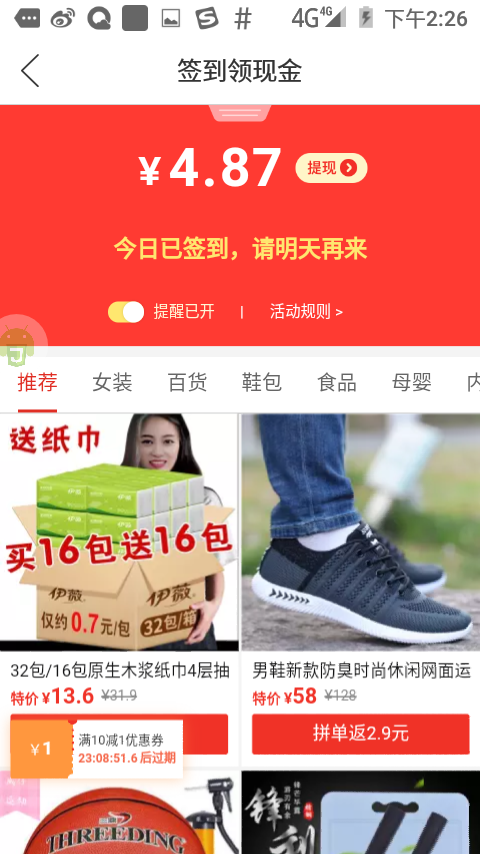 4G 4G 下午2:26
签到领现金
¥4.87 提现
今日已签到，请明天再来
提醒已开 | 活动规则 >
推荐 女装 百货 鞋包 食品 母婴 内
送纸巾
买16包送16包
伊薇 伊薇
仅约0.7元/包 32包/箱
32包/16包原生木浆纸巾4层抽
特价 ¥13.6 ¥31.9
男鞋新款防臭时尚休闲网面运
特价 ¥58 ¥128
拼单返2.9元
¥1 满10减1优惠券
23:08:51.6 后过期
THREEDING
锋利